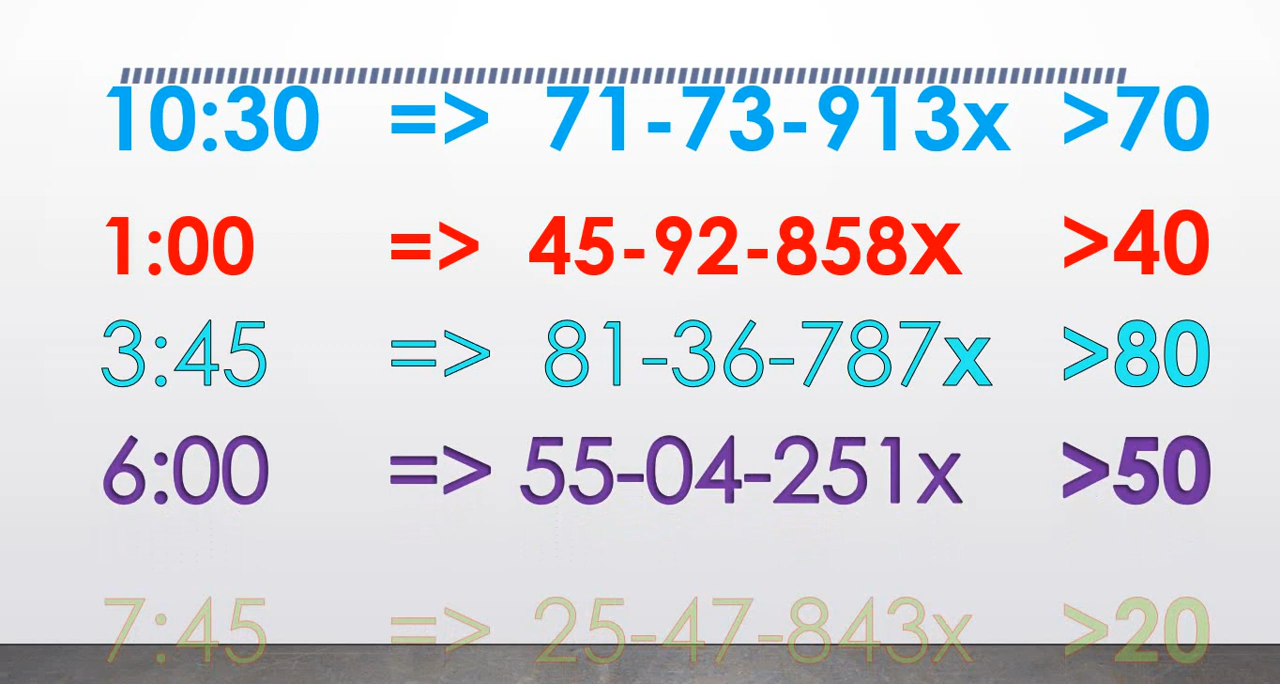 10:30 => 71-73-913x >70
1:00 => 45-92-858x >40
3:45 => 81-36-787x >80
6:00 => 55-04-251x >50
7:45 => 25-47-843x >20